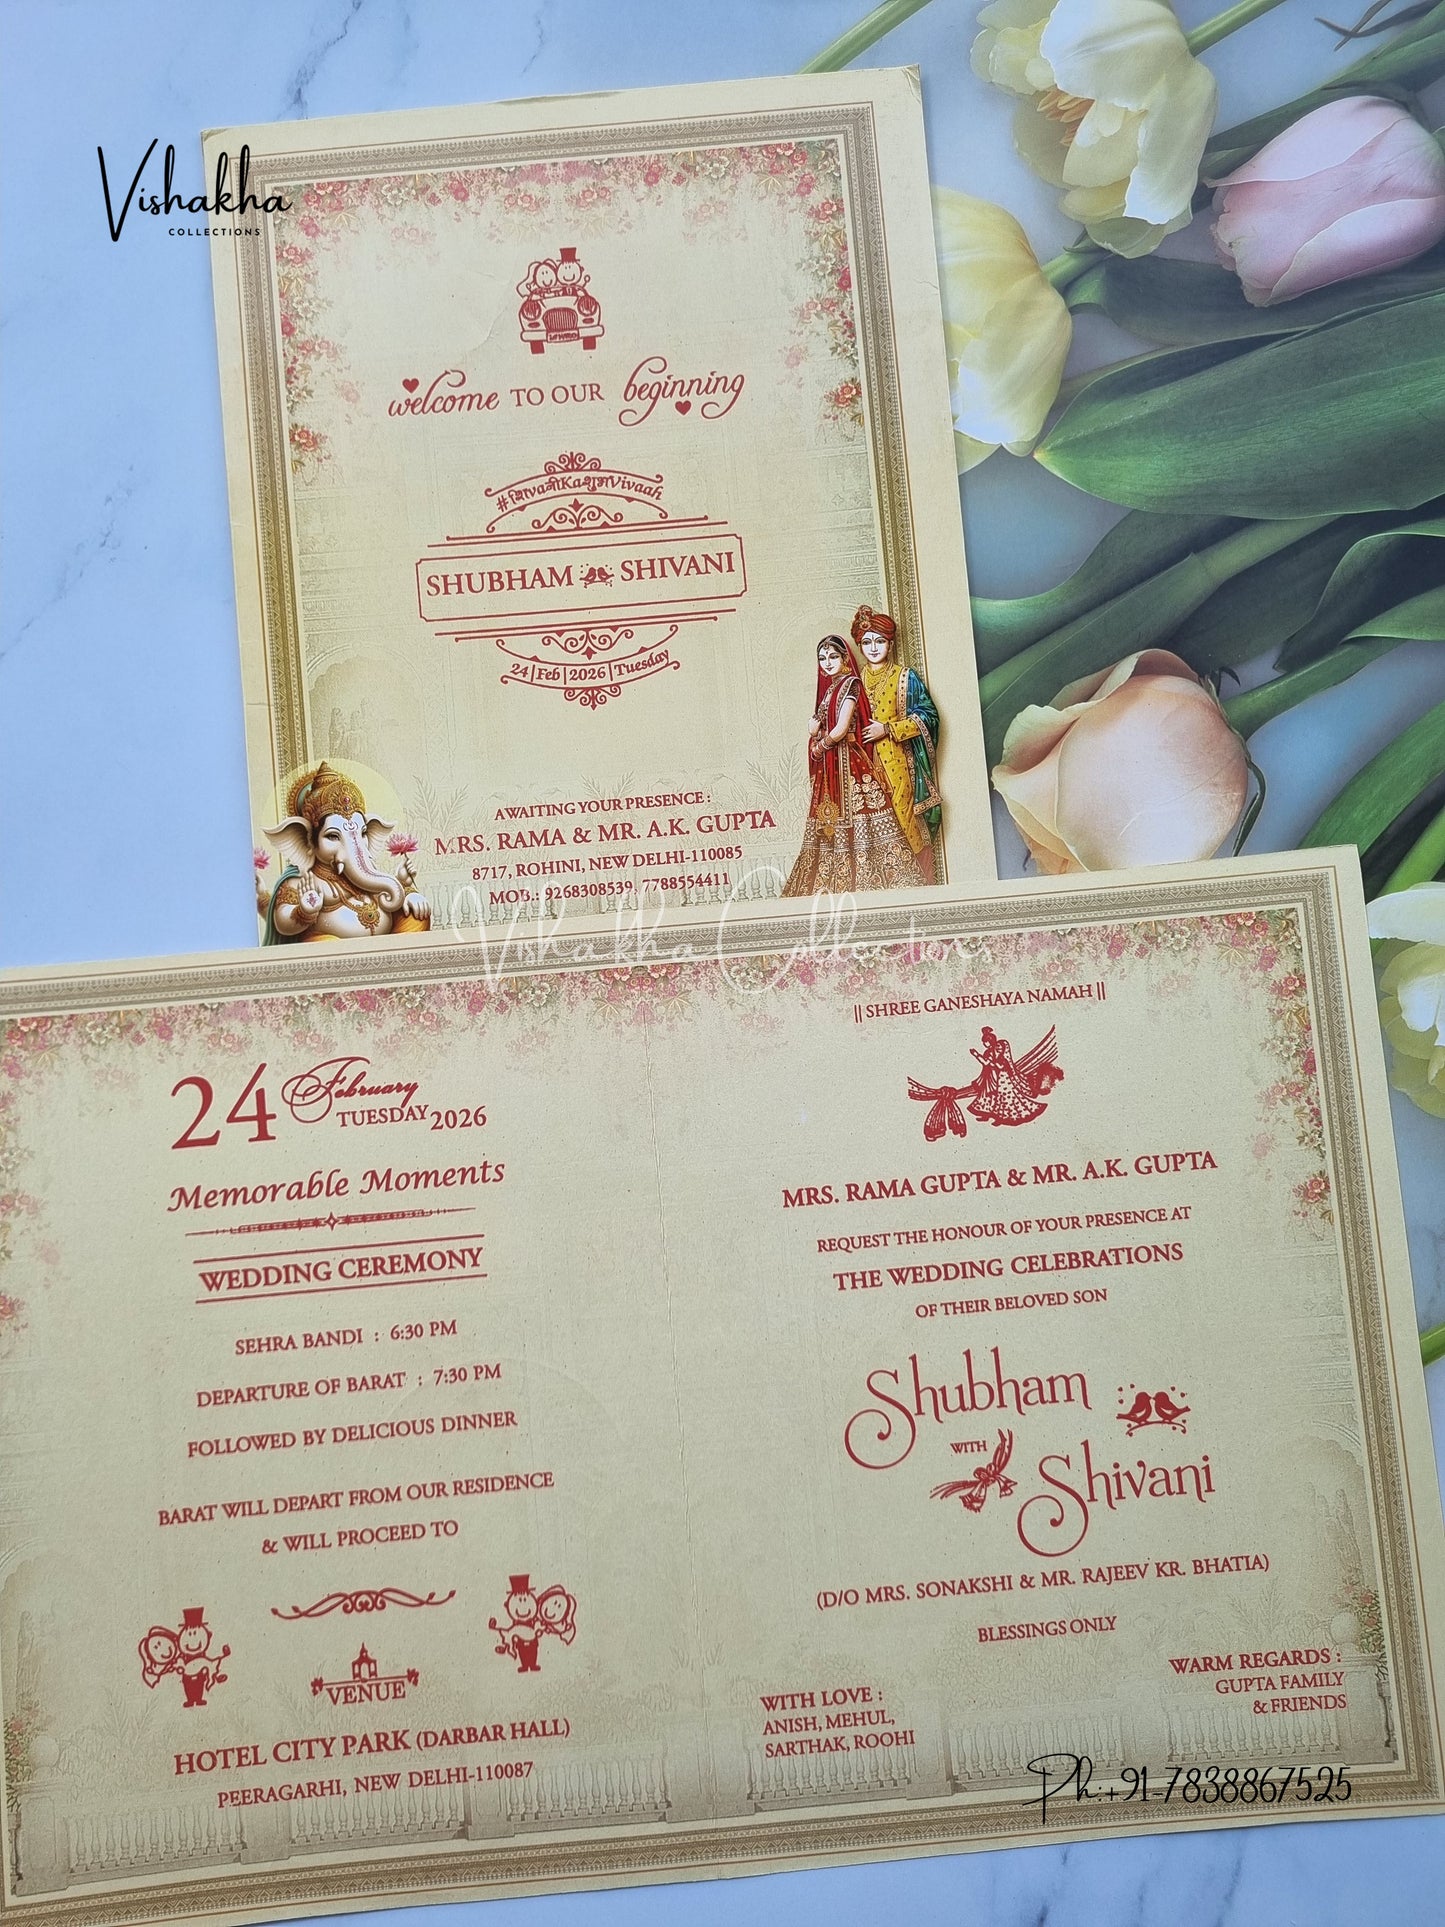 Vishakha
COLLECTIONS
welcome TO OUR beginning
#शिvaनीKaशुभVivaah
SHUBHAM SHIVANI
24|Feb|2026|Tuesday
AWAITING YOUR PRESENCE :
MRS. RAMA & MR. A.K. GUPTA
8717, ROHINI, NEW DELHI-110085
MOB.: 9268308539, 7788554411
Vishakha Collections
24 February
TUESDAY 2026
Memorable Moments
WEDDING CEREMONY
SEHRA BANDI : 6:30 PM
DEPARTURE OF BARAT : 7:30 PM
FOLLOWED BY DELICIOUS DINNER
BARAT WILL DEPART FROM OUR RESIDENCE
& WILL PROCEED TO
VENUE
HOTEL CITY PARK (DARBAR HALL)
PEERAGARHI, NEW DELHI-110087
|| SHREE GANESHAYA NAMAH ||
MRS. RAMA GUPTA & MR. A.K. GUPTA
REQUEST THE HONOUR OF YOUR PRESENCE AT
THE WEDDING CELEBRATIONS
OF THEIR BELOVED SON
Shubham
WITH
Shivani
(D/O MRS. SONAKSHI & MR. RAJEEV KR. BHATIA)
BLESSINGS ONLY
WITH LOVE :
ANISH, MEHUL,
SARTHAK, ROOHI
WARM REGARDS :
GUPTA FAMILY
& FRIENDS
Ph.:+91-7838867525